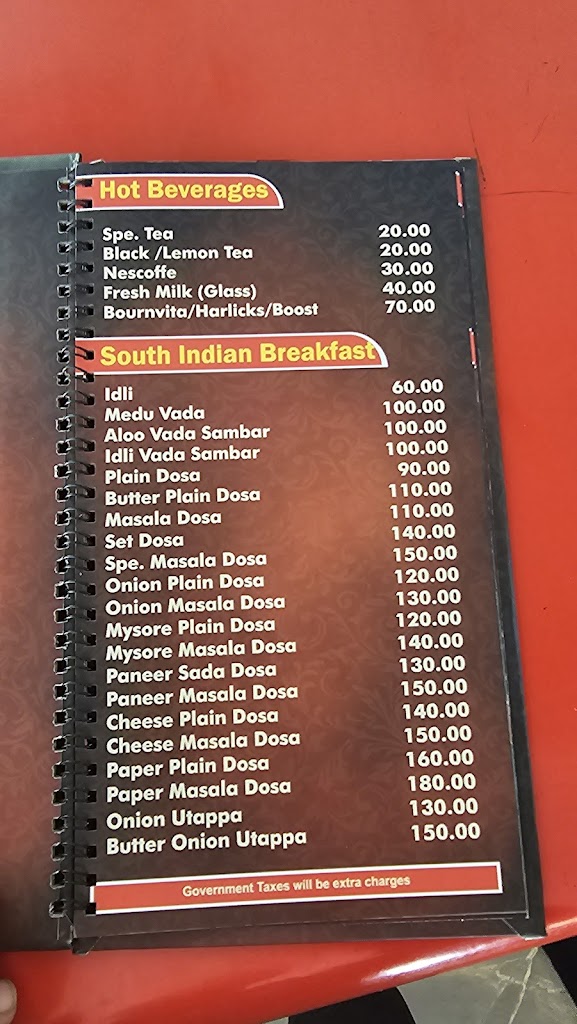 Hot Beverages
Spe. Tea 20.00
Black /Lemon Tea 20.00
Nescoffe 30.00
Fresh Milk (Glass) 40.00
Bournvita/Harlicks/Boost 70.00
South Indian Breakfast
Idli 60.00
Medu Vada 100.00
Aloo Vada Sambar 100.00
Idli Vada Sambar 100.00
Plain Dosa 90.00
Butter Plain Dosa 110.00
Masala Dosa 110.00
Set Dosa 140.00
Spe. Masala Dosa 150.00
Onion Plain Dosa 120.00
Onion Masala Dosa 130.00
Mysore Plain Dosa 120.00
Mysore Masala Dosa 140.00
Paneer Sada Dosa 130.00
Paneer Masala Dosa 150.00
Cheese Plain Dosa 140.00
Cheese Masala Dosa 150.00
Paper Plain Dosa 160.00
Paper Masala Dosa 180.00
Onion Utappa 130.00
Butter Onion Utappa 150.00
Government Taxes will be extra charges